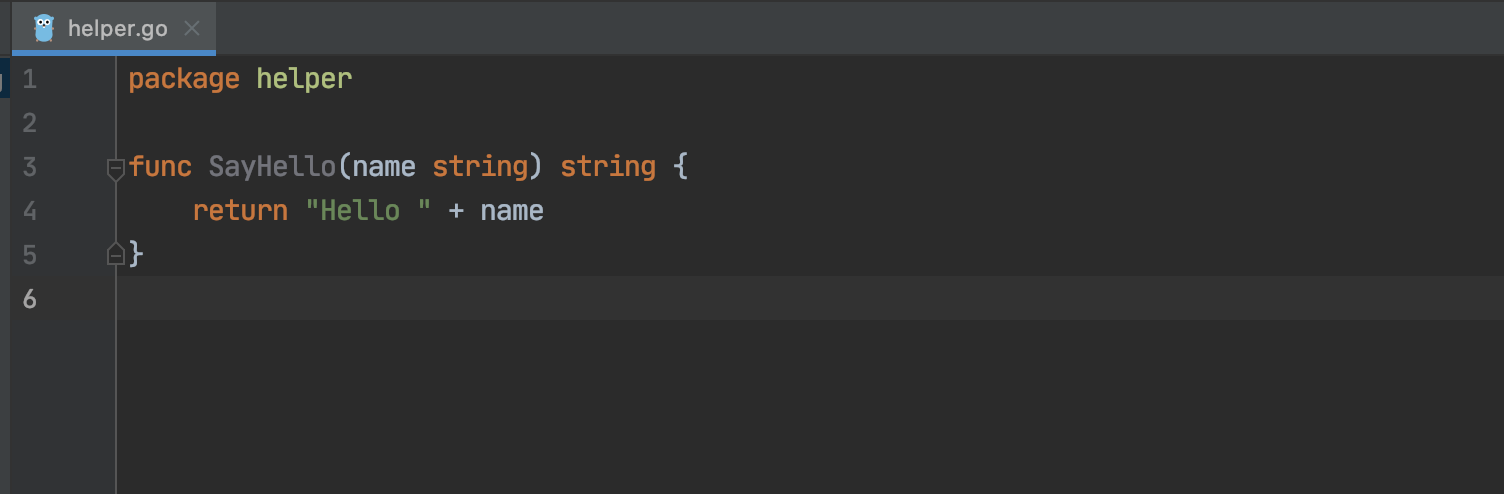 helper.go
1 package helper
2
3 func SayHello(name string) string {
4     return "Hello " + name
5 }
6